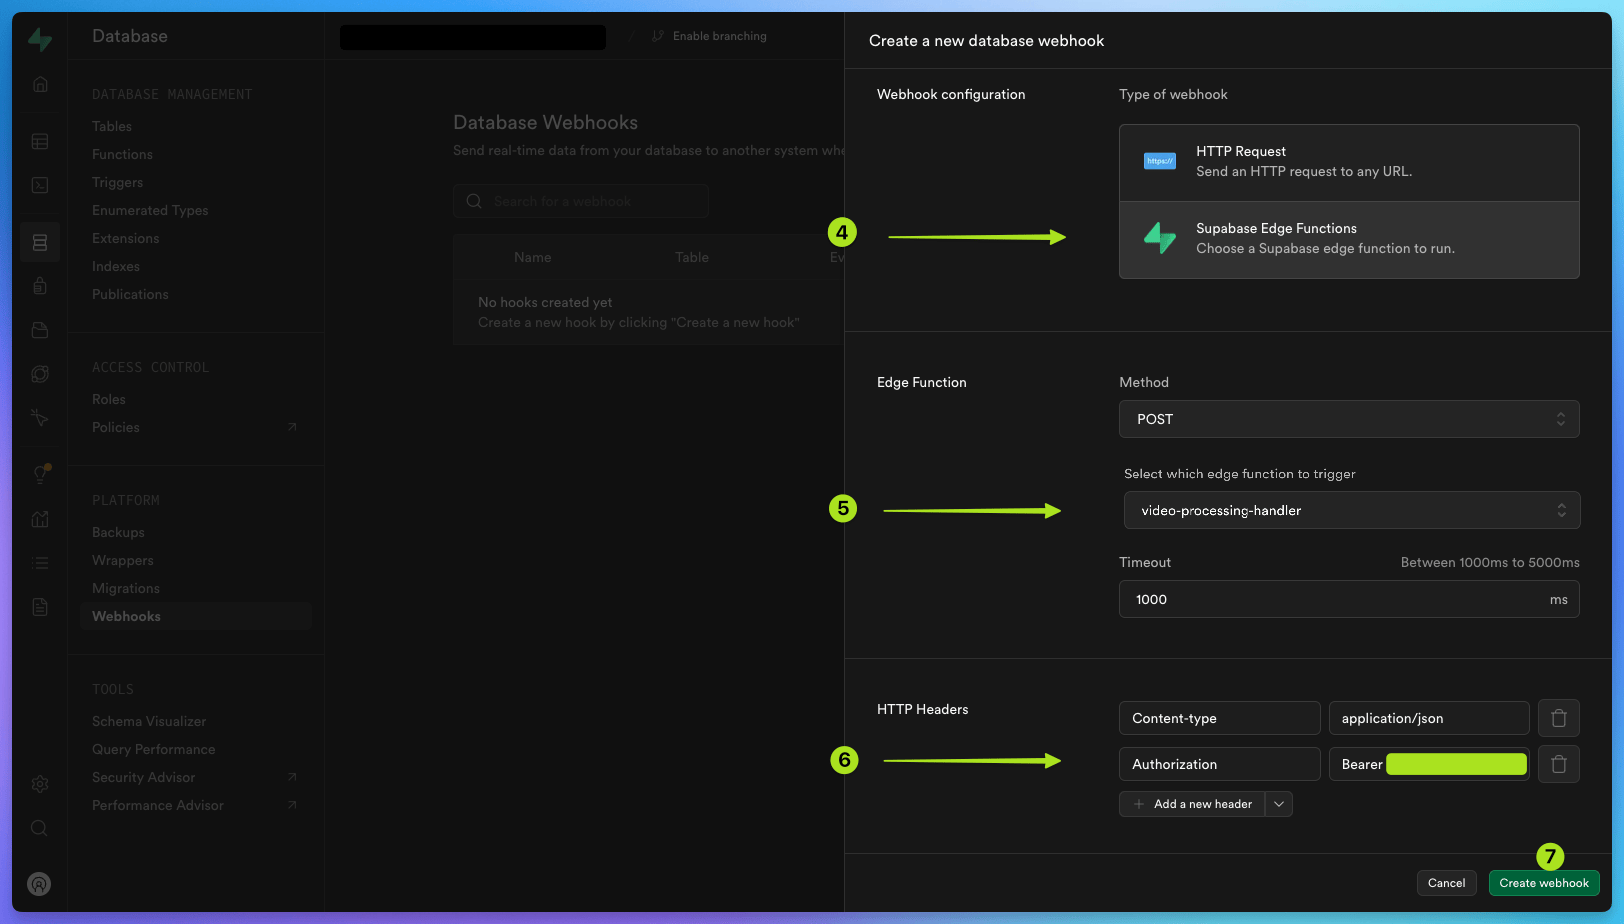 Database
Enable branching
DATABASE MANAGEMENT
Tables
Functions
Triggers
Enumerated Types
Extensions
Indexes
Publications
ACCESS CONTROL
Roles
Policies
PLATFORM
Backups
Wrappers
Migrations
Webhooks
TOOLS
Schema Visualizer
Query Performance
Security Advisor
Performance Advisor
Database Webhooks
Send real-time data from your database to another system whe
Search for a webhook
Name Table Ev
No hooks created yet
Create a new hook by clicking "Create a new hook"
Create a new database webhook
Webhook configuration
Type of webhook
https://
HTTP Request
Send an HTTP request to any URL.
4
Supabase Edge Functions
Choose a Supabase edge function to run.
Edge Function
Method
POST
Select which edge function to trigger
5
video-processing-handler
Timeout
Between 1000ms to 5000ms
1000 ms
HTTP Headers
Content-type application/json
6
Authorization Bearer
Add a new header
7
Cancel
Create webhook